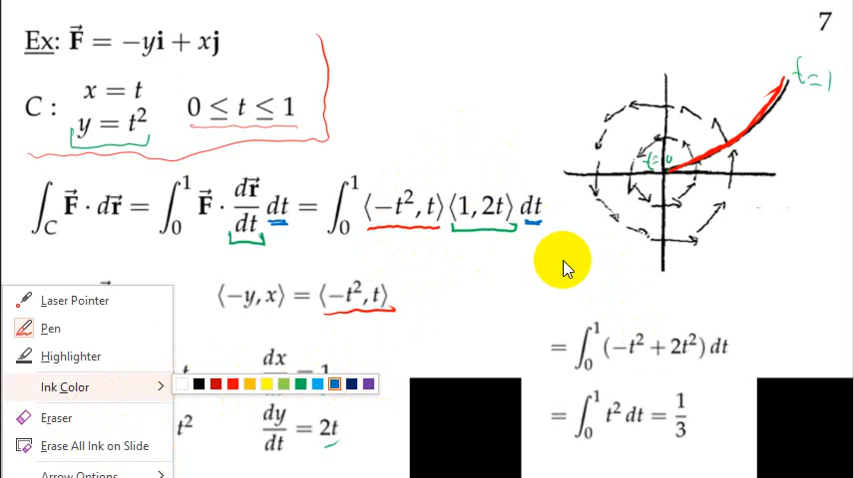 7
Ex: F⃗ = −yi + xj
C : x = t
y = t² 0 ≤ t ≤ 1
t=1
t=0
∫_C F⃗ · dr⃗ = ∫₀¹ F⃗ · dr⃗/dt dt = ∫₀¹ ⟨−t², t⟩ ⟨1, 2t⟩ dt
⟨−y, x⟩ = ⟨−t², t⟩
= ∫₀¹ (−t² + 2t²) dt
dx/dt = 1
= ∫₀¹ t² dt = 1/3
t² dy/dt = 2t
Laser Pointer
Pen
Highlighter
Ink Color
Eraser
Erase All Ink on Slide
Arrow Options